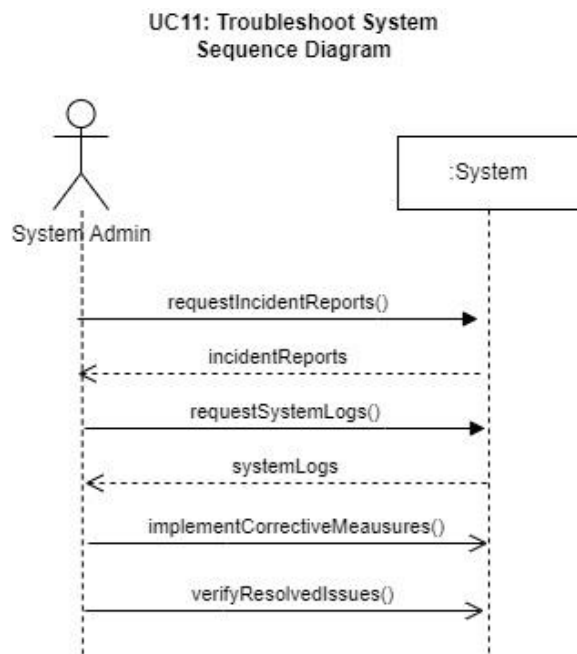 UC11: Troubleshoot System
Sequence Diagram
:System
System Admin
requestIncidentReports()
incidentReports
requestSystemLogs()
systemLogs
implementCorrectiveMeausures()
verifyResolvedIssues()